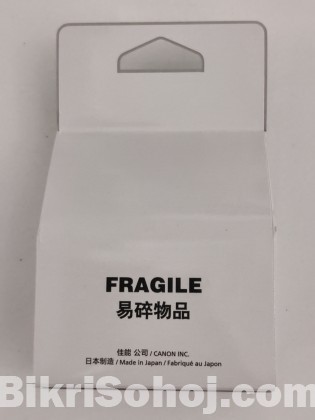 FRAGILE
易碎物品
佳能 公司 / CANON INC.
日本制造 / Made in Japan / Fabriqué au Japon
BikriSohoj.com